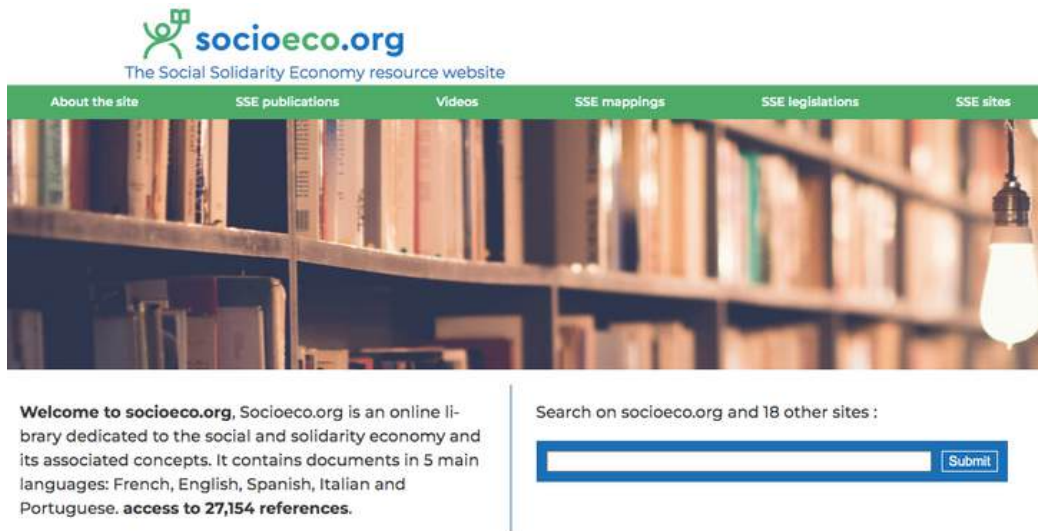 socioeco.org
The Social Solidarity Economy resource website
About the site SSE publications Videos SSE mappings SSE legislations SSE sites
Welcome to socioeco.org, Socioeco.org is an online li-
brary dedicated to the social and solidarity economy and
its associated concepts. It contains documents in 5 main
languages: French, English, Spanish, Italian and
Portuguese. access to 27,154 references.
Search on socioeco.org and 18 other sites :
Submit